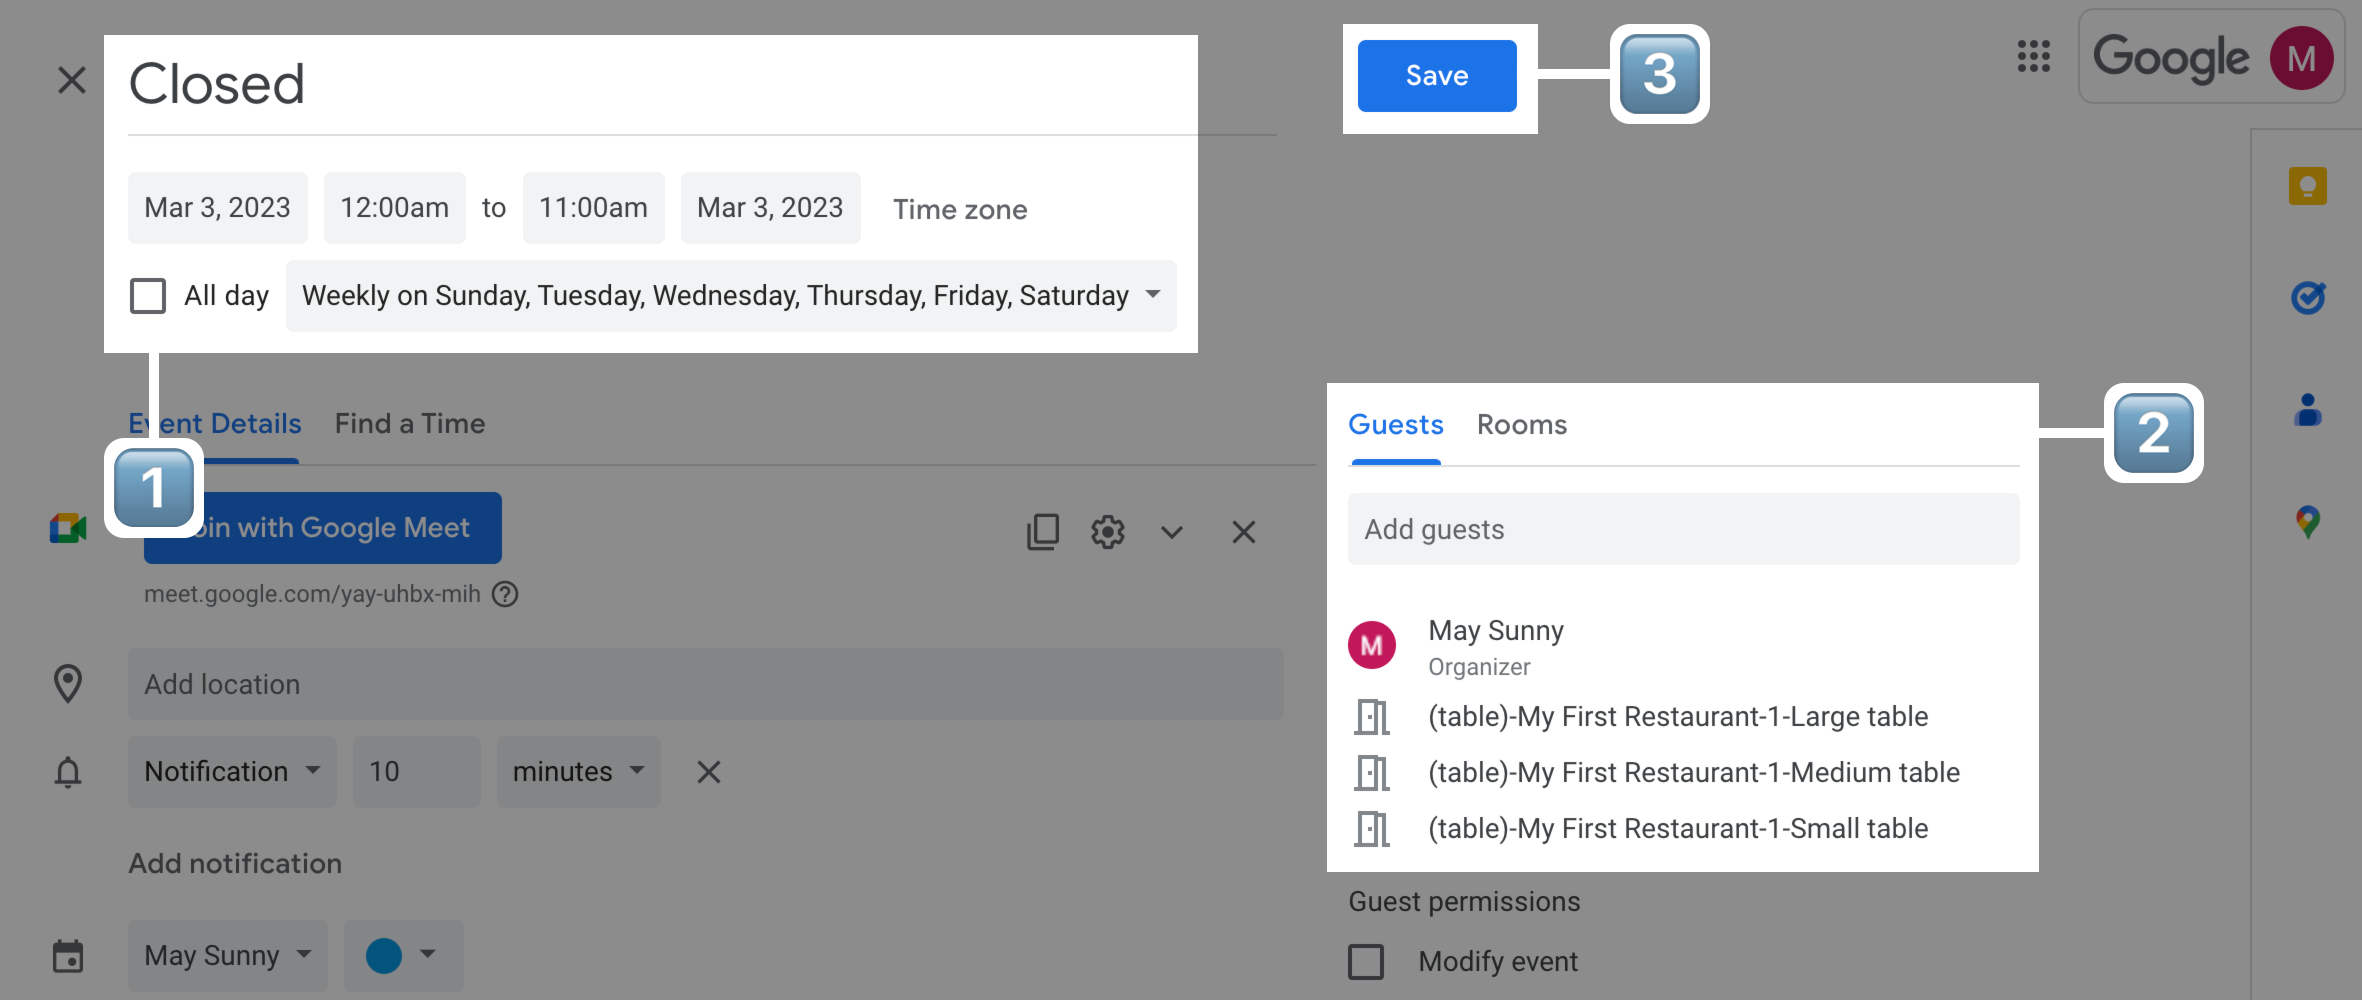 Closed
Save
3
Google
M
Mar 3, 2023
12:00am
to
11:00am
Mar 3, 2023
Time zone
All day
Weekly on Sunday, Tuesday, Wednesday, Thursday, Friday, Saturday
Event Details
Find a Time
1
oin with Google Meet
meet.google.com/yay-uhbx-mih
Add location
Notification
10
minutes
Add notification
May Sunny
Guests
Rooms
2
Add guests
M
May Sunny
Organizer
(table)-My First Restaurant-1-Large table
(table)-My First Restaurant-1-Medium table
(table)-My First Restaurant-1-Small table
Guest permissions
Modify event